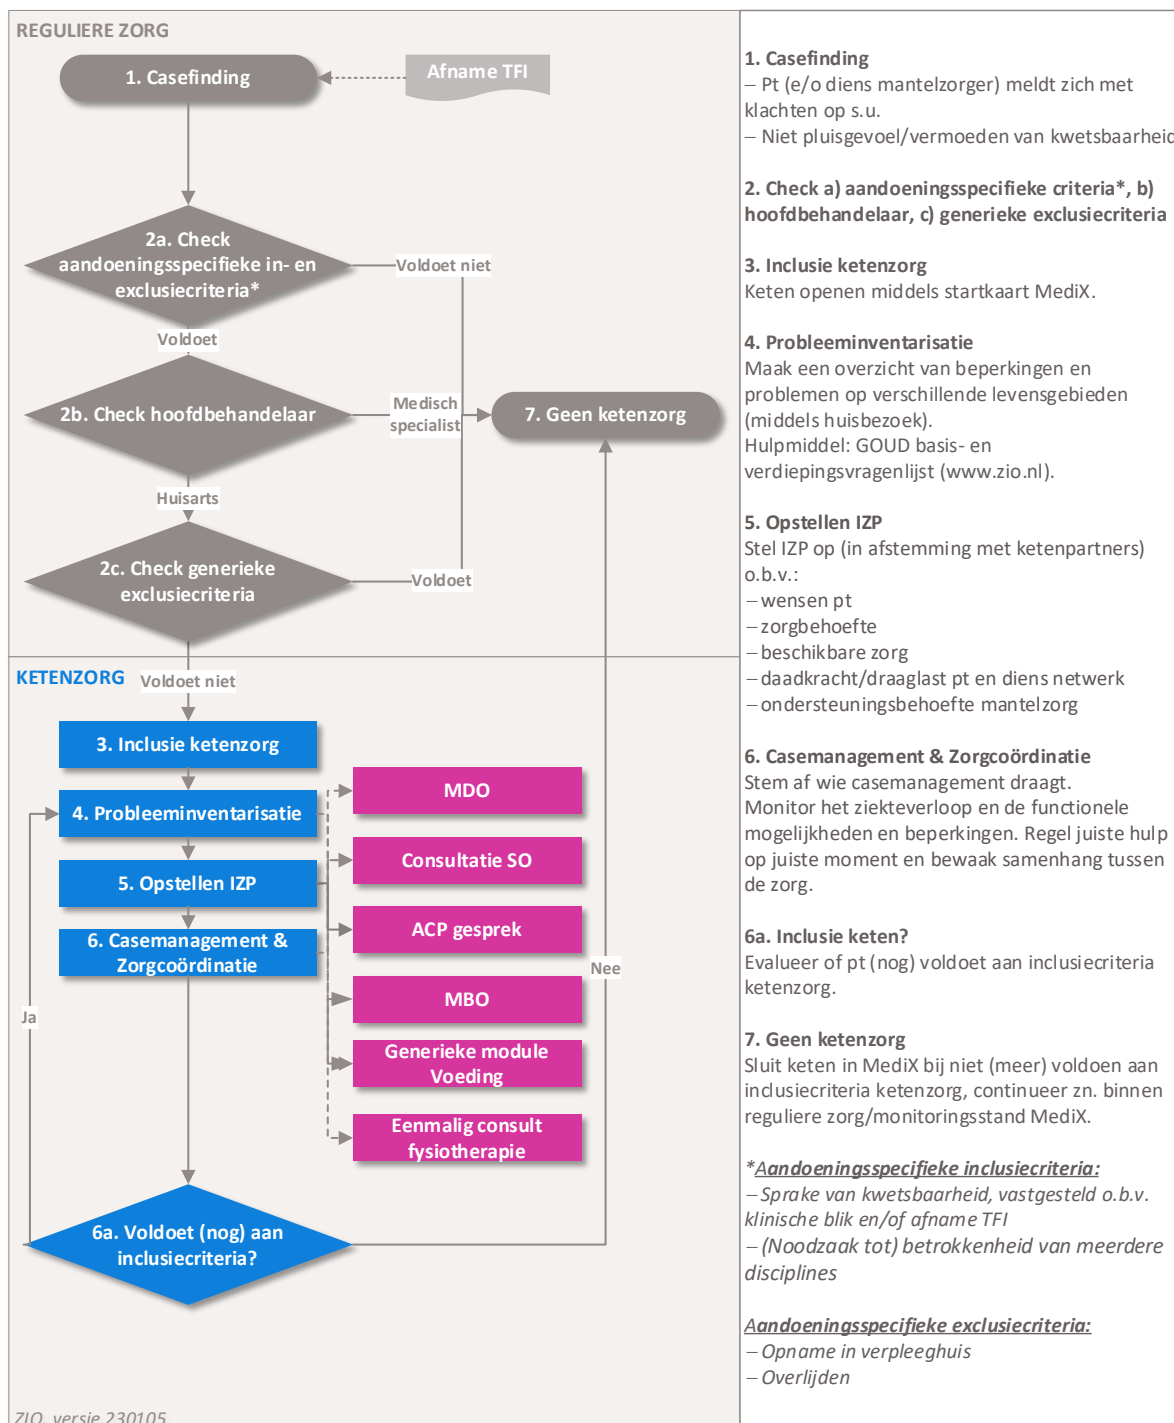 REGULIERE ZORG
1. Casefinding
Afname TFI
2a. Check
aandoeningsspecifieke in- en
exclusiecriteria*
Voldoet niet
Voldoet
2b. Check hoofdbehandelaar
Medisch
specialist
7. Geen ketenzorg
Huisarts
2c. Check generieke
exclusiecriteria
Voldoet
KETENZORG
Voldoet niet
3. Inclusie ketenzorg
4. Probleeminventarisatie
5. Opstellen IZP
6. Casemanagement &
Zorgcoördinatie
MDO
Consultatie SO
ACP gesprek
MBO
Generieke module
Voeding
Eenmalig consult
fysiotherapie
Nee
Ja
6a. Voldoet (nog) aan
inclusiecriteria?
ZIO, versie 230105.
1. Casefinding
– Pt (e/o diens mantelzorger) meldt zich met
klachten op s.u.
– Niet pluisgevoel/vermoeden van kwetsbaarheid
2. Check a) aandoeningsspecifieke criteria*, b)
hoofdbehandelaar, c) generieke exclusiecriteria
3. Inclusie ketenzorg
Keten openen middels startkaart MediX.
4. Probleeminventarisatie
Maak een overzicht van beperkingen en
problemen op verschillende levensgebieden
(middels huisbezoek).
Hulpmiddel: GOUD basis- en
verdiepingsvragenlijst (www.zio.nl).
5. Opstellen IZP
Stel IZP op (in afstemming met ketenpartners)
o.b.v.:
– wensen pt
– zorgbehoefte
– beschikbare zorg
– daadkracht/draaglast pt en diens netwerk
– ondersteuningsbehoefte mantelzorg
6. Casemanagement & Zorgcoördinatie
Stem af wie casemanagement draagt.
Monitor het ziekteverloop en de functionele
mogelijkheden en beperkingen. Regel juiste hulp
op juiste moment en bewaak samenhang tussen
de zorg.
6a. Inclusie keten?
Evalueer of pt (nog) voldoet aan inclusiecriteria
ketenzorg.
7. Geen ketenzorg
Sluit keten in MediX bij niet (meer) voldoen aan
inclusiecriteria ketenzorg, continueer zn. binnen
reguliere zorg/monitoringsstand MediX.
*Aandoeningsspecifieke inclusiecriteria:
– Sprake van kwetsbaarheid, vastgesteld o.b.v.
klinische blik en/of afname TFI
– (Noodzaak tot) betrokkenheid van meerdere
disciplines
Aandoeningsspecifieke exclusiecriteria:
– Opname in verpleeghuis
– Overlijden